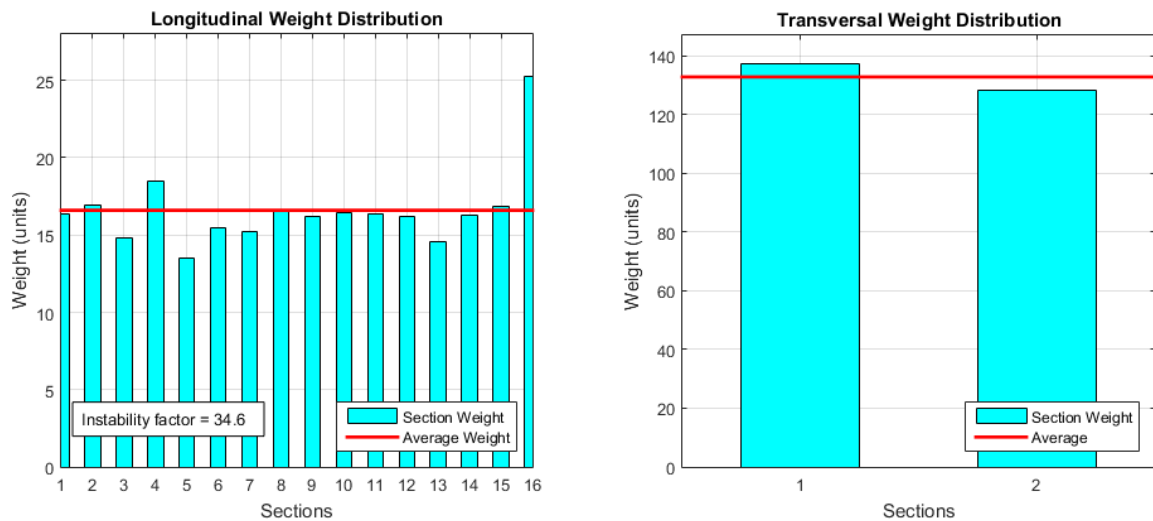 Longitudinal Weight Distribution
25
20
15
10
5
0
Weight (units)
Instability factor = 34.6
Section Weight
Average Weight
1 2 3 4 5 6 7 8 9 10 11 12 13 14 15 16
Sections
Transversal Weight Distribution
140
120
100
80
60
40
20
0
Weight (units)
Section Weight
Average
1 2
Sections